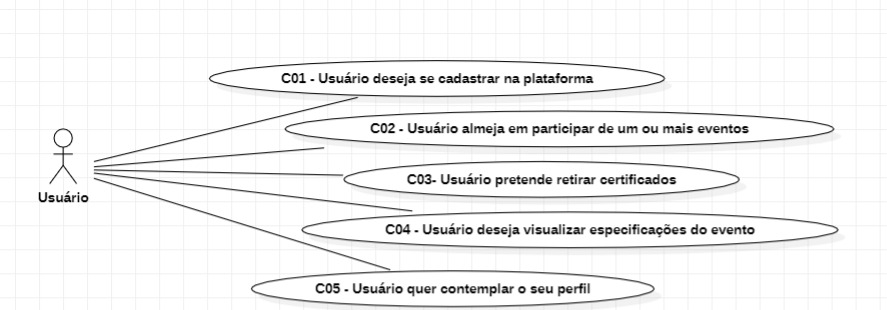 C01 - Usuário deseja se cadastrar na plataforma
C02 - Usuário almeja em participar de um ou mais eventos
C03- Usuário pretende retirar certificados
Usuário
C04 - Usuário deseja visualizar especificações do evento
C05 - Usuário quer contemplar o seu perfil